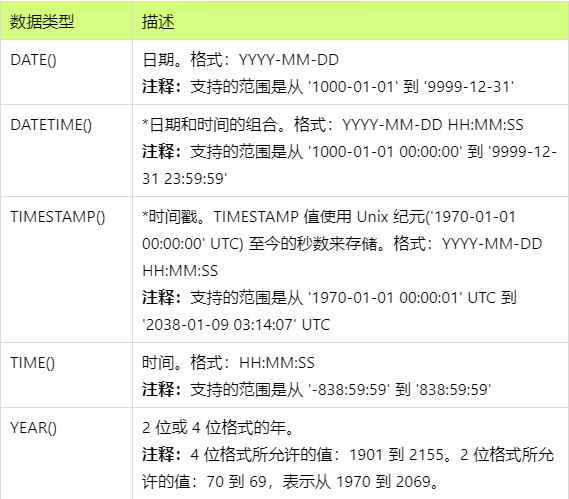 数据类型 描述
DATE() 日期。格式：YYYY-MM-DD
注释：支持的范围是从 '1000-01-01' 到 '9999-12-31'
DATETIME() *日期和时间的组合。格式：YYYY-MM-DD HH:MM:SS
注释：支持的范围是从 '1000-01-01 00:00:00' 到 '9999-12-
31 23:59:59'
TIMESTAMP() *时间戳。TIMESTAMP 值使用 Unix 纪元('1970-01-01
00:00:00' UTC) 至今的秒数来存储。格式：YYYY-MM-DD
HH:MM:SS
注释：支持的范围是从 '1970-01-01 00:00:01' UTC 到
'2038-01-09 03:14:07' UTC
TIME() 时间。格式：HH:MM:SS
注释：支持的范围是从 '-838:59:59' 到 '838:59:59'
YEAR() 2 位或 4 位格式的年。
注释：4 位格式所允许的值：1901 到 2155。2 位格式所允
许的值：70 到 69，表示从 1970 到 2069。